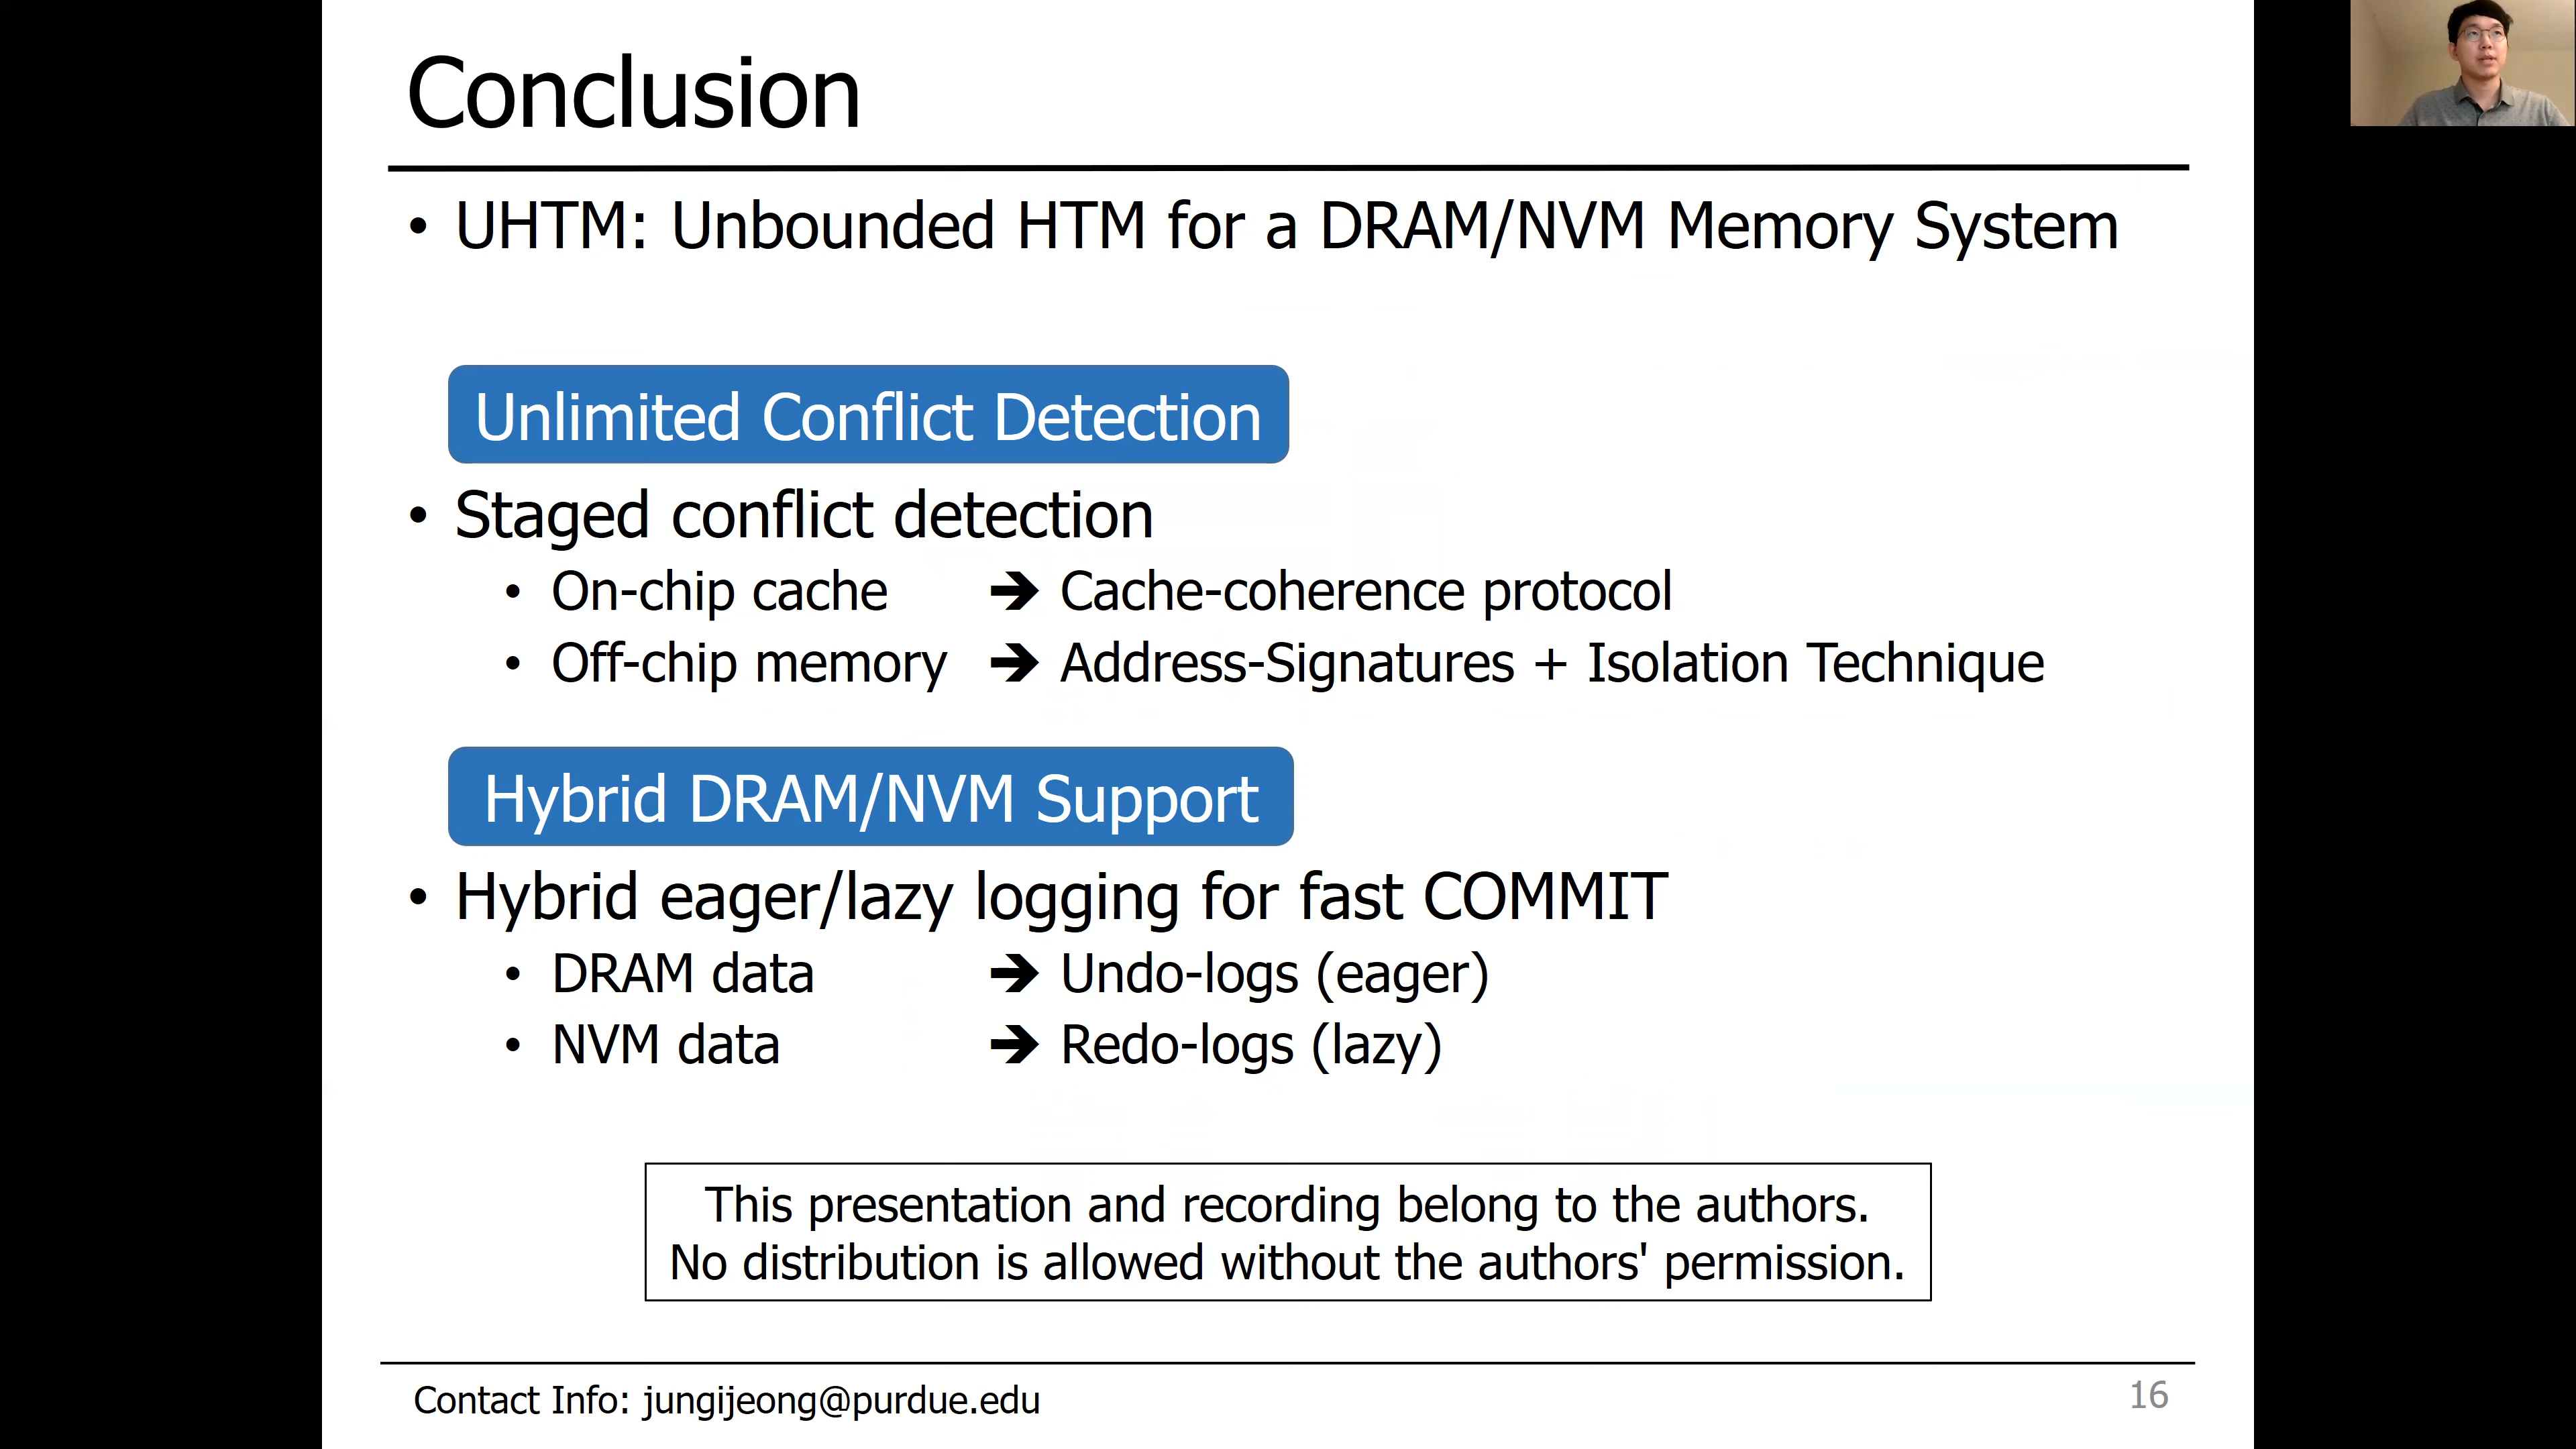 Conclusion
• UHTM: Unbounded HTM for a DRAM/NVM Memory System
Unlimited Conflict Detection
• Staged conflict detection
• On-chip cache ➔ Cache-coherence protocol
• Off-chip memory ➔ Address-Signatures + Isolation Technique
Hybrid DRAM/NVM Support
• Hybrid eager/lazy logging for fast COMMIT
• DRAM data ➔ Undo-logs (eager)
• NVM data ➔ Redo-logs (lazy)
This presentation and recording belong to the authors.
No distribution is allowed without the authors' permission.
Contact Info: jungijeong@purdue.edu
16